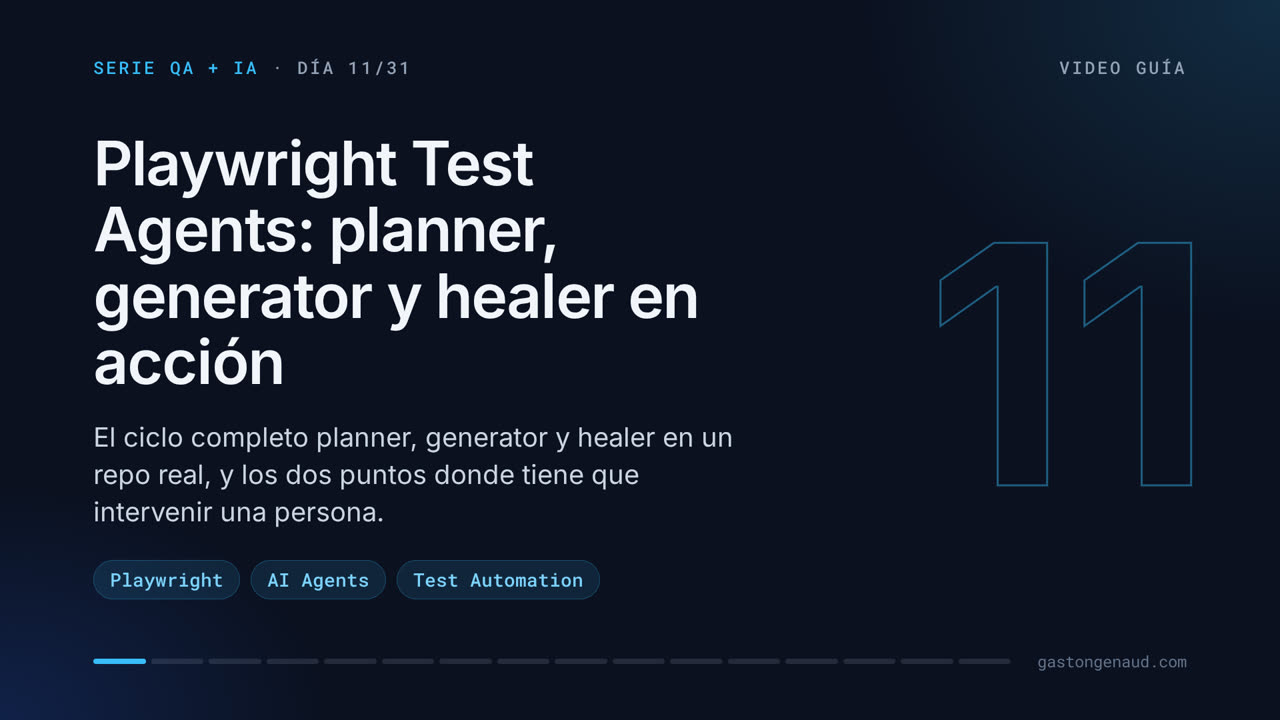 SERIE QA + IA · DÍA 11/31
VIDEO GUÍA
Playwright Test
Agents: planner,
generator y healer en
acción
11
El ciclo completo planner, generator y healer en un
repo real, y los dos puntos donde tiene que
intervenir una persona.
Playwright
AI Agents
Test Automation
gastongenaud.com